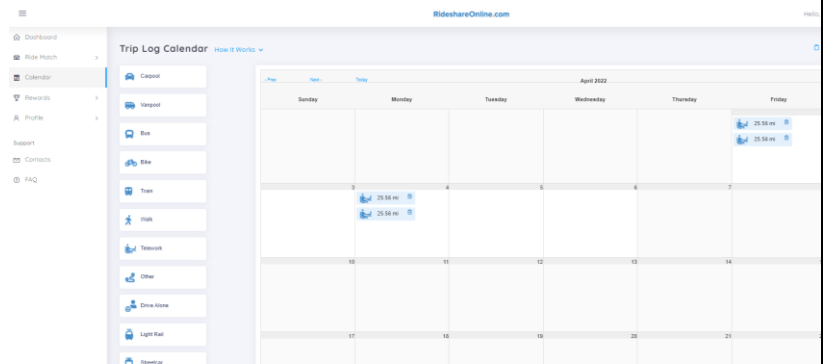 RideshareOnline.com
Hello,
Dashboard
Ride Match
Calendar
Rewards
Profile
Support
Contacts
FAQ
Trip Log Calendar How It Works
Carpool
Vanpool
Bus
Bike
Train
Walk
Telework
Other
Drive Alone
Light Rail
Streetcar
‹ Prev Next › Today April 2022
Sunday Monday Tuesday Wednesday Thursday Friday
25.56 mi
25.56 mi
3 4 5 6 7
25.56 mi
25.56 mi
10 11 12 13 14
17 18 19 20 21